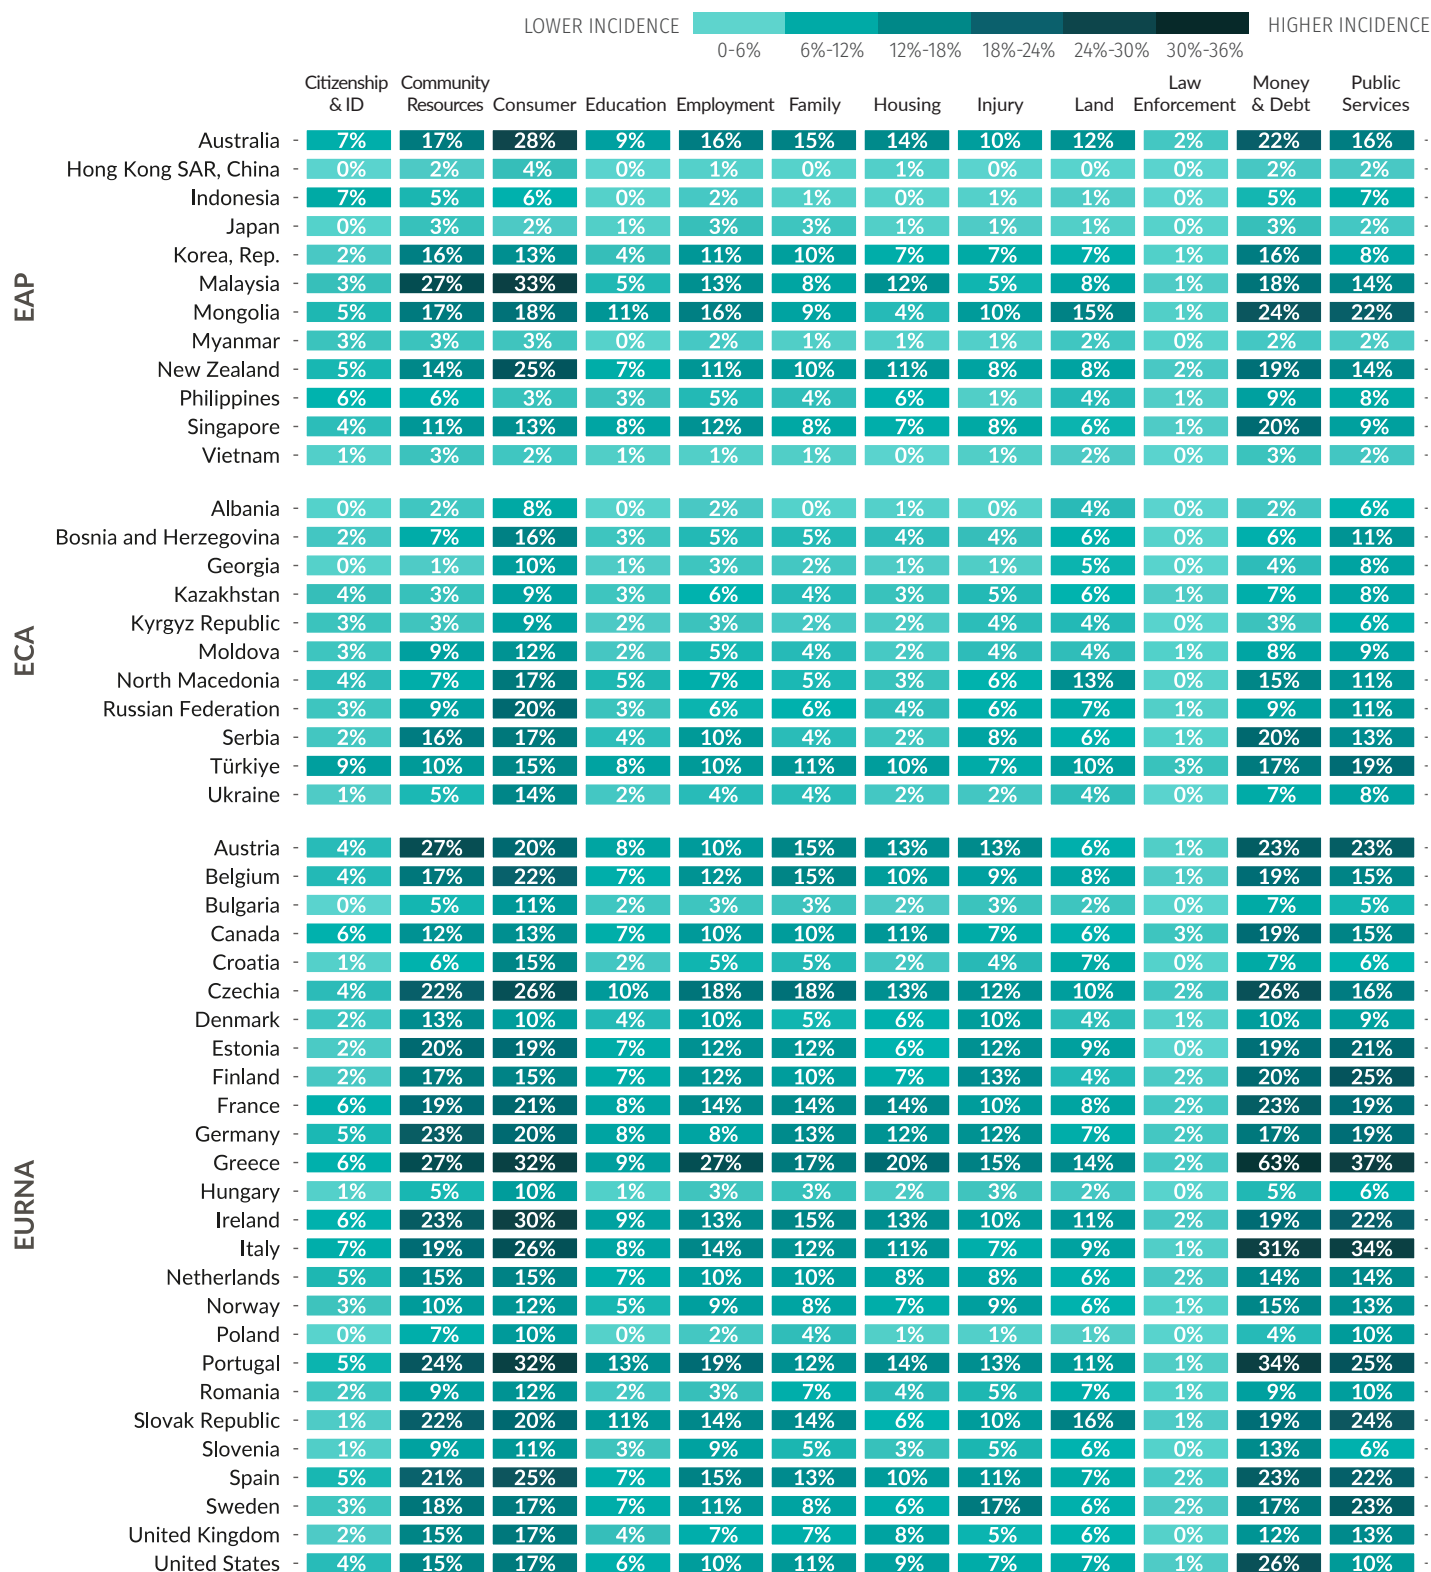 LOWER INCIDENCE HIGHER INCIDENCE
0-6% 6%-12% 12%-18% 18%-24% 24%-30% 30%-36%
Citizenship & ID Community Resources Consumer Education Employment Family Housing Injury Land Law Enforcement Money & Debt Public Services
EAP
Australia - 7% 17% 28% 9% 16% 15% 14% 10% 12% 2% 22% 16% -
Hong Kong SAR, China - 0% 2% 4% 0% 1% 0% 1% 0% 0% 0% 2% 2% -
Indonesia - 7% 5% 6% 0% 2% 1% 0% 1% 1% 0% 5% 7% -
Japan - 0% 3% 2% 1% 3% 3% 1% 1% 1% 0% 3% 2% -
Korea, Rep. - 2% 16% 13% 4% 11% 10% 7% 7% 7% 1% 16% 8% -
Malaysia - 3% 27% 33% 5% 13% 8% 12% 5% 8% 1% 18% 14% -
Mongolia - 5% 17% 18% 11% 16% 9% 4% 10% 15% 1% 24% 22% -
Myanmar - 3% 3% 3% 0% 2% 1% 1% 1% 2% 0% 2% 2% -
New Zealand - 5% 14% 25% 7% 11% 10% 11% 8% 8% 2% 19% 14% -
Philippines - 6% 6% 3% 3% 5% 4% 6% 1% 4% 1% 9% 8% -
Singapore - 4% 11% 13% 8% 12% 8% 7% 8% 6% 1% 20% 9% -
Vietnam - 1% 3% 2% 1% 1% 1% 0% 1% 2% 0% 3% 2% -
ECA
Albania - 0% 2% 8% 0% 2% 0% 1% 0% 4% 0% 2% 6% -
Bosnia and Herzegovina - 2% 7% 16% 3% 5% 5% 4% 4% 6% 0% 6% 11% -
Georgia - 0% 1% 10% 1% 3% 2% 1% 1% 5% 0% 4% 8% -
Kazakhstan - 4% 3% 9% 3% 6% 4% 3% 5% 6% 1% 7% 8% -
Kyrgyz Republic - 3% 3% 9% 2% 3% 2% 2% 4% 4% 0% 3% 6% -
Moldova - 3% 9% 12% 2% 5% 4% 2% 4% 4% 1% 8% 9% -
North Macedonia - 4% 7% 17% 5% 7% 5% 3% 6% 13% 0% 15% 11% -
Russian Federation - 3% 9% 20% 3% 6% 6% 4% 6% 7% 1% 9% 11% -
Serbia - 2% 16% 17% 4% 10% 4% 2% 8% 6% 1% 20% 13% -
Türkiye - 9% 10% 15% 8% 10% 11% 10% 7% 10% 3% 17% 19% -
Ukraine - 1% 5% 14% 2% 4% 4% 2% 2% 4% 0% 7% 8% -
EURNA
Austria - 4% 27% 20% 8% 10% 15% 13% 13% 6% 1% 23% 23% -
Belgium - 4% 17% 22% 7% 12% 15% 10% 9% 8% 1% 19% 15% -
Bulgaria - 0% 5% 11% 2% 3% 3% 2% 3% 2% 0% 7% 5% -
Canada - 6% 12% 13% 7% 10% 10% 11% 7% 6% 3% 19% 15% -
Croatia - 1% 6% 15% 2% 5% 5% 2% 4% 7% 0% 7% 6% -
Czechia - 4% 22% 26% 10% 18% 18% 13% 12% 10% 2% 26% 16% -
Denmark - 2% 13% 10% 4% 10% 5% 6% 10% 4% 1% 10% 9% -
Estonia - 2% 20% 19% 7% 12% 12% 6% 12% 9% 0% 19% 21% -
Finland - 2% 17% 15% 7% 12% 10% 7% 13% 4% 2% 20% 25% -
France - 6% 19% 21% 8% 14% 14% 14% 10% 8% 2% 23% 19% -
Germany - 5% 23% 20% 8% 8% 13% 12% 12% 7% 2% 17% 19% -
Greece - 6% 27% 32% 9% 27% 17% 20% 15% 14% 2% 63% 37% -
Hungary - 1% 5% 10% 1% 3% 3% 2% 3% 2% 0% 5% 6% -
Ireland - 6% 23% 30% 9% 13% 15% 13% 10% 11% 2% 19% 22% -
Italy - 7% 19% 26% 8% 14% 12% 11% 7% 9% 1% 31% 34% -
Netherlands - 5% 15% 15% 7% 10% 10% 8% 8% 6% 2% 14% 14% -
Norway - 3% 10% 12% 5% 9% 8% 7% 9% 6% 1% 15% 13% -
Poland - 0% 7% 10% 0% 2% 4% 1% 1% 1% 0% 4% 10% -
Portugal - 5% 24% 32% 13% 19% 12% 14% 13% 11% 1% 34% 25% -
Romania - 2% 9% 12% 2% 3% 7% 4% 5% 7% 1% 9% 10% -
Slovak Republic - 1% 22% 20% 11% 14% 14% 6% 10% 16% 1% 19% 24% -
Slovenia - 1% 9% 11% 3% 9% 5% 3% 5% 6% 0% 13% 6% -
Spain - 5% 21% 25% 7% 15% 13% 10% 11% 7% 2% 23% 22% -
Sweden - 3% 18% 17% 7% 11% 8% 6% 17% 6% 2% 17% 23% -
United Kingdom - 2% 15% 17% 4% 7% 7% 8% 5% 6% 0% 12% 13% -
United States - 4% 15% 17% 6% 10% 11% 9% 7% 7% 1% 26% 10% -